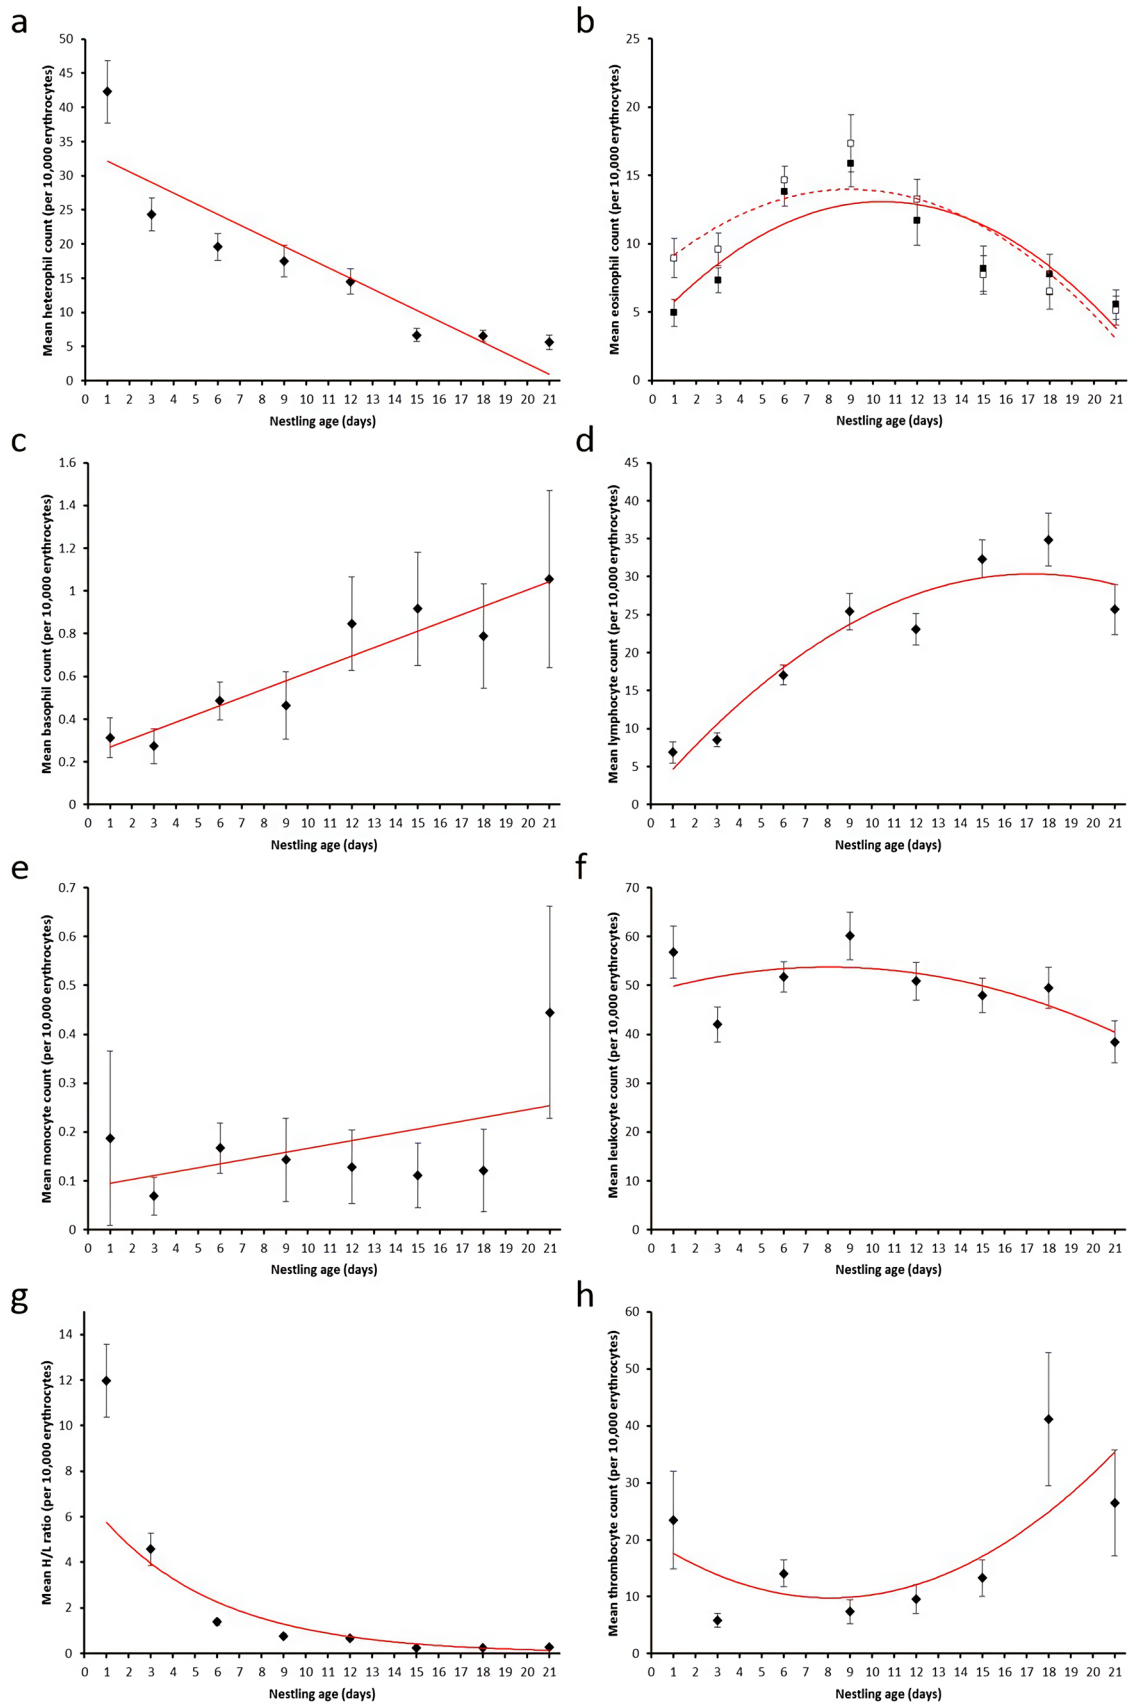 a
Mean heterophil count (per 10,000 erythrocytes)
50
45
40
35
30
25
20
15
10
5
0
0 1 3 4 5 6 7 8 9 10 11 12 13 14 15 16 17 18 19 20 21
Nestling age (days)
b
Mean eosinophil count (per 10,000 erythrocytes)
25
20
15
10
5
0
0 1 3 4 5 6 7 8 9 10 11 12 13 14 15 16 17 18 19 20 21
Nestling age (days)
c
Mean basophil count (per 10,000 erythrocytes)
1.6
1.4
1.2
1
0.8
0.6
0.4
0.2
0
0 1 3 4 5 6 7 8 9 10 11 12 13 14 15 16 17 18 19 20 21
Nestling age (days)
d
Mean lymphocyte count (per 10,000 erythrocytes)
45
40
35
30
25
20
15
10
5
0
0 1 3 4 5 6 7 8 9 10 11 12 13 14 15 16 17 18 19 20 21
Nestling age (days)
e
Mean monocyte count (per 10,000 erythrocytes)
0.7
0.6
0.5
0.4
0.3
0.2
0.1
0
0 1 3 4 5 6 7 8 9 10 11 12 13 14 15 16 17 18 19 20 21
Nestling age (days)
f
Mean leukocyte count (per 10,000 erythrocytes)
70
60
50
40
30
20
10
0
0 1 3 4 5 6 7 8 9 10 11 12 13 14 15 16 17 18 19 20 21
Nestling age (days)
g
Mean H/L ratio (per 10,000 erythrocytes)
14
12
10
8
6
4
2
0
0 1 3 4 5 6 7 8 9 10 11 12 13 14 15 16 17 18 19 20 21
Nestling age (days)
h
Mean thrombocyte count (per 10,000 erythrocytes)
60
50
40
30
20
10
0
0 1 3 4 5 6 7 8 9 10 11 12 13 14 15 16 17 18 19 20 21
Nestling age (days)